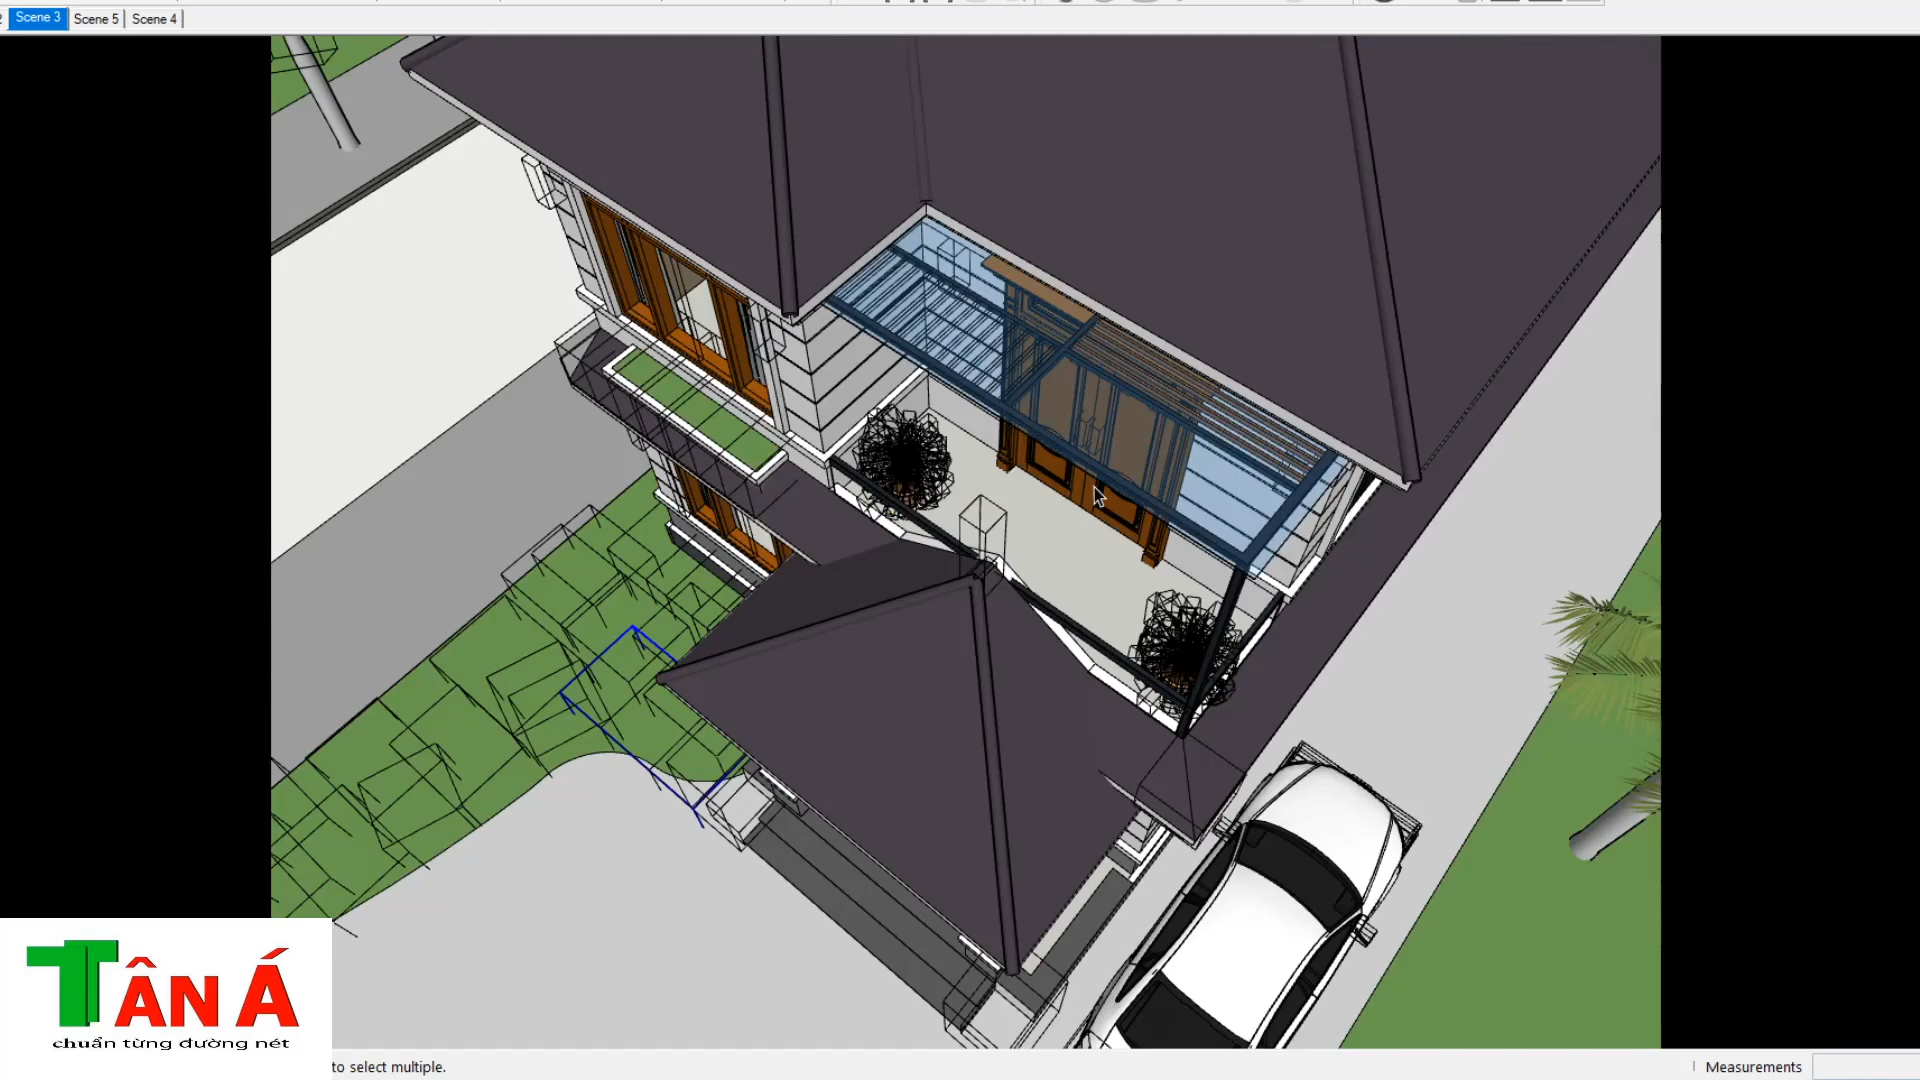 Scene 3 Scene 5 Scene 4
TÂN Á
chuẩn từng đường nét
to select multiple.
Measurements